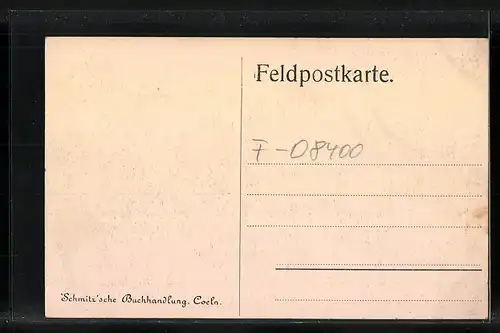 Feldpostkarte.
F-08400
Schmitz'sche Buchhandlung. Coeln.